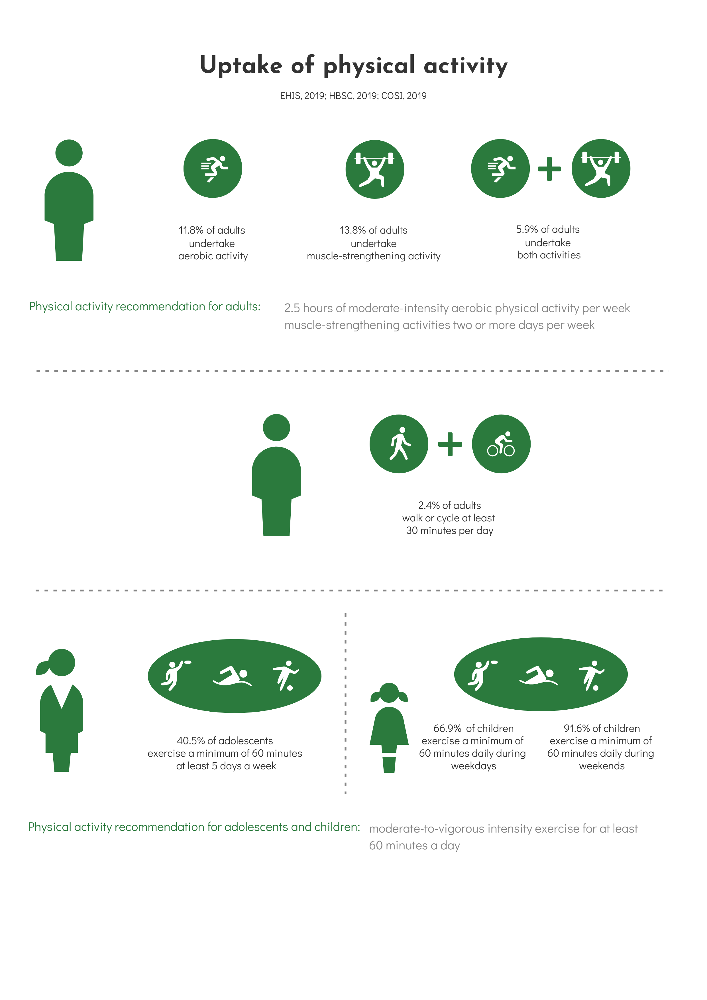 Uptake of physical activity
EHIS, 2019; HBSC, 2019; COSI, 2019
11.8% of adults
undertake
aerobic activity
13.8% of adults
undertake
muscle-strengthening activity
5.9% of adults
undertake
both activities
Physical activity recommendation for adults:
2.5 hours of moderate-intensity aerobic physical activity per week
muscle-strengthening activities two or more days per week
2.4% of adults
walk or cycle at least
30 minutes per day
40.5% of adolescents
exercise a minimum of 60 minutes
at least 5 days a week
66.9% of children
exercise a minimum of
60 minutes daily during
weekdays
91.6% of children
exercise a minimum of
60 minutes daily during
weekends
Physical activity recommendation for adolescents and children:
moderate-to-vigorous intensity exercise for at least
60 minutes a day